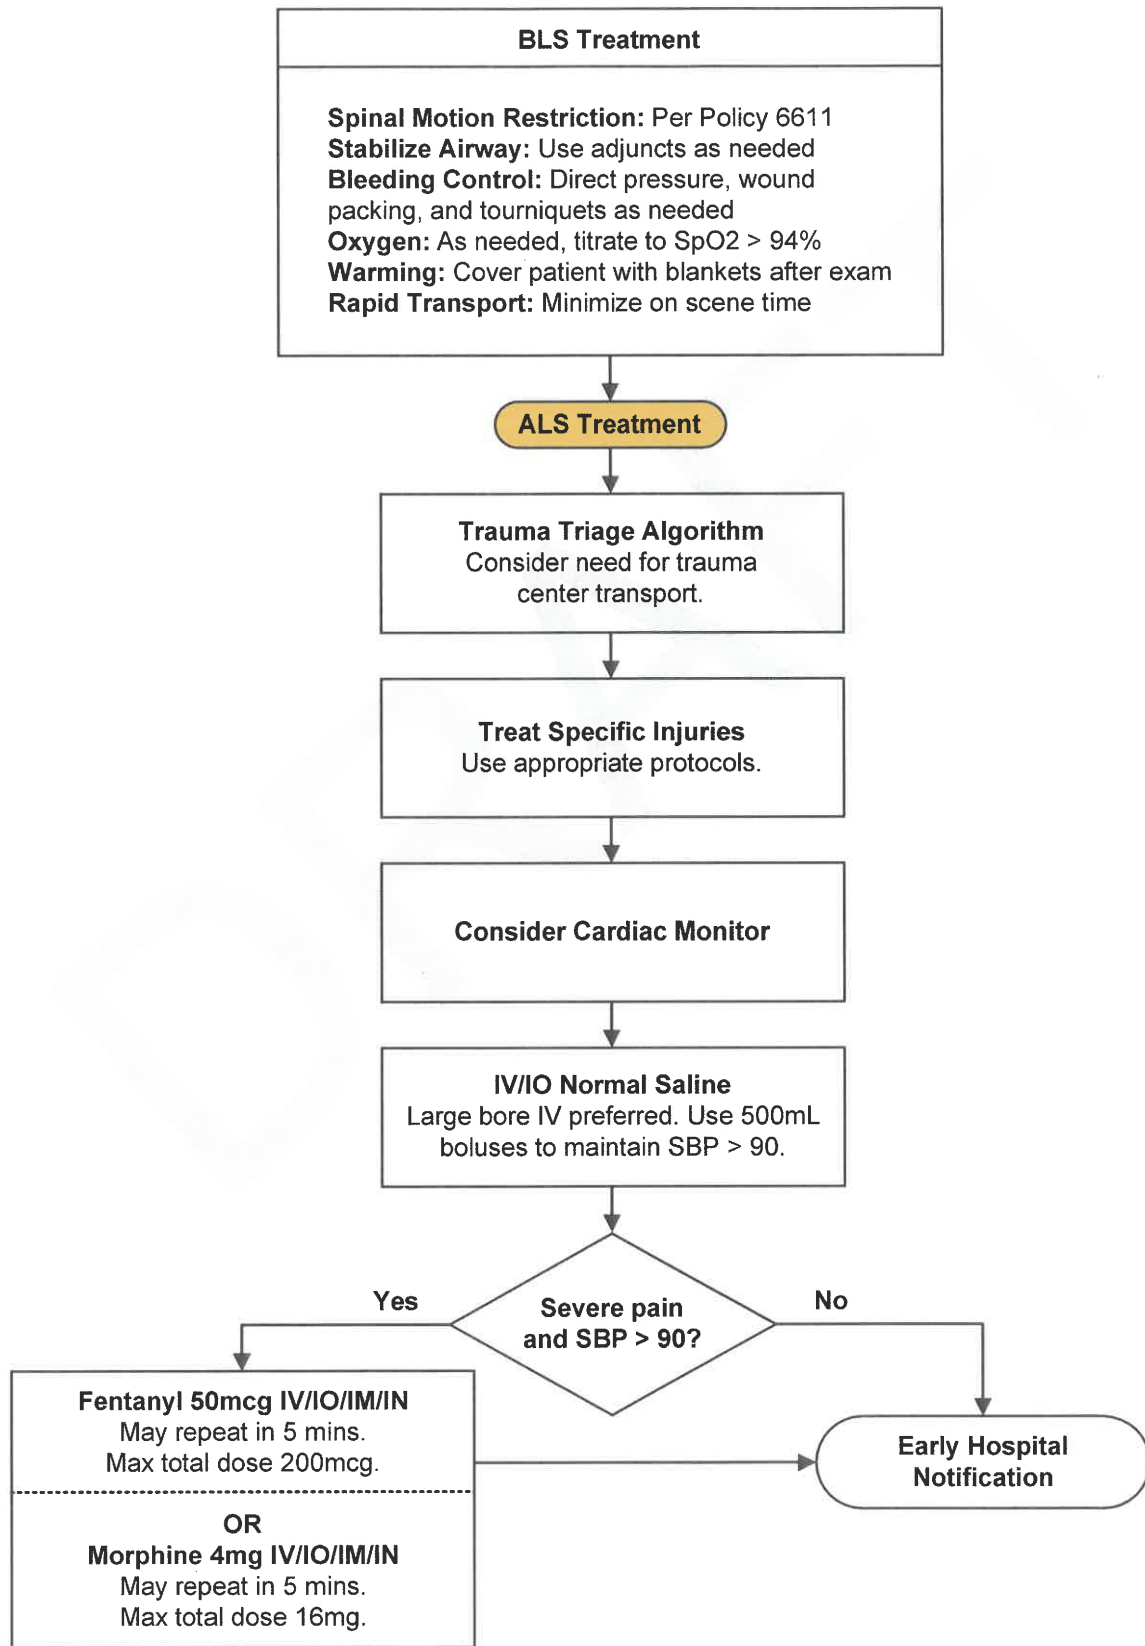 BLS Treatment
Spinal Motion Restriction: Per Policy 6611
Stabilize Airway: Use adjuncts as needed
Bleeding Control: Direct pressure, wound
packing, and tourniquets as needed
Oxygen: As needed, titrate to SpO2 > 94%
Warming: Cover patient with blankets after exam
Rapid Transport: Minimize on scene time
ALS Treatment
Trauma Triage Algorithm
Consider need for trauma
center transport.
Treat Specific Injuries
Use appropriate protocols.
Consider Cardiac Monitor
IV/IO Normal Saline
Large bore IV preferred. Use 500mL
boluses to maintain SBP > 90.
Severe pain
and SBP > 90?
Yes
No
Fentanyl 50mcg IV/IO/IM/IN
May repeat in 5 mins.
Max total dose 200mcg.
OR
Morphine 4mg IV/IO/IM/IN
May repeat in 5 mins.
Max total dose 16mg.
Early Hospital
Notification
DRAFT